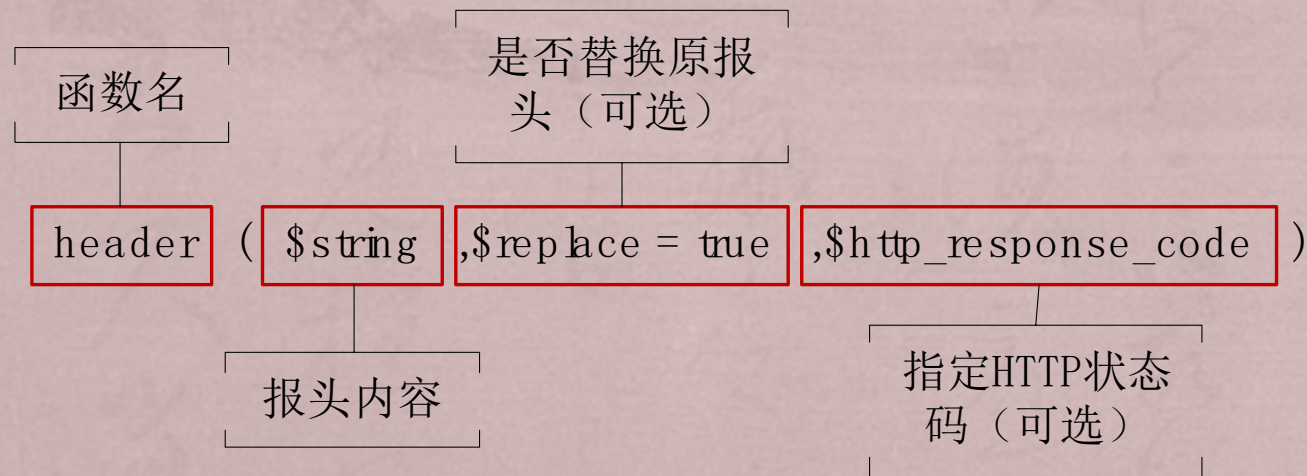 函数名
是否替换原报
头（可选）
header ( $string ,$replace = true ,$http_response_code )
报头内容
指定HTTP状态
码（可选）